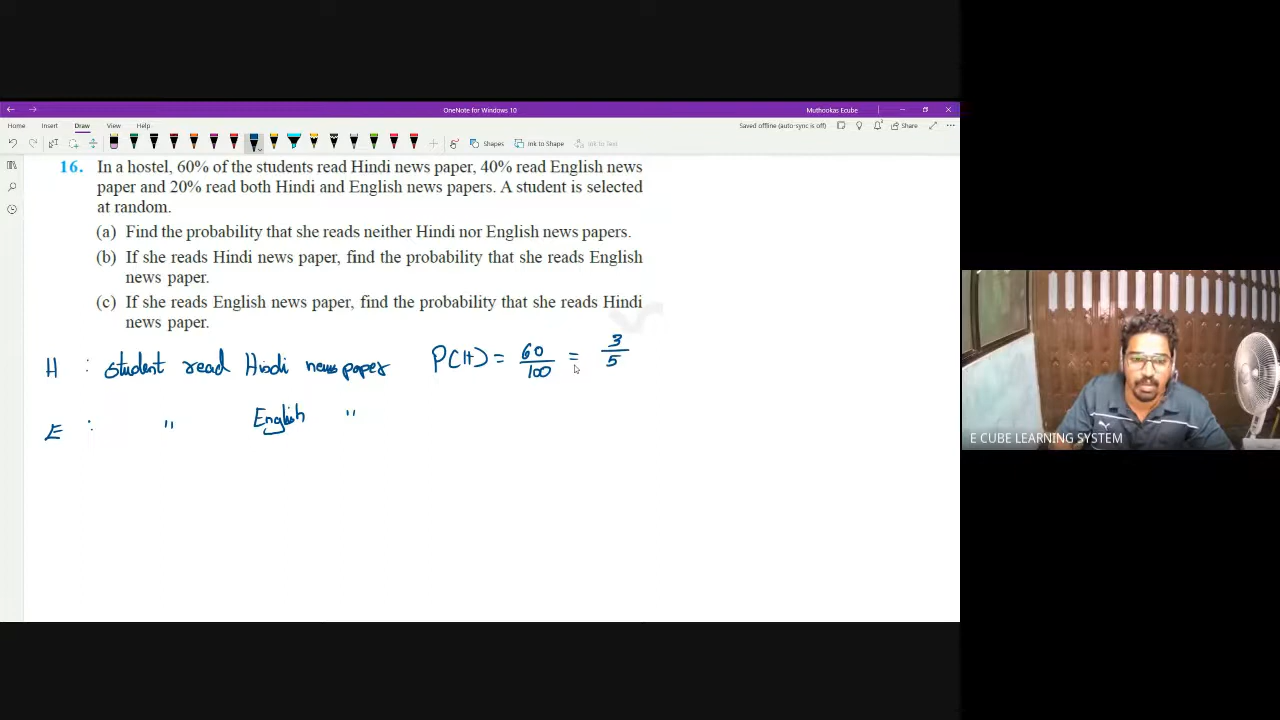 OneNote for Windows 10
Muthookas Ecube
Home Insert Draw View Help
Saved offline (auto-sync is off)
Share
Shapes
Ink to Shape
Ink to Text
16. In a hostel, 60% of the students read Hindi news paper, 40% read English news
paper and 20% read both Hindi and English news papers. A student is selected
at random.
(a) Find the probability that she reads neither Hindi nor English news papers.
(b) If she reads Hindi news paper, find the probability that she reads English
news paper.
(c) If she reads English news paper, find the probability that she reads Hindi
news paper.
H : student read Hindi newspaper P(H) = 60/100 = 3/5
E : " English "
E CUBE LEARNING SYSTEM